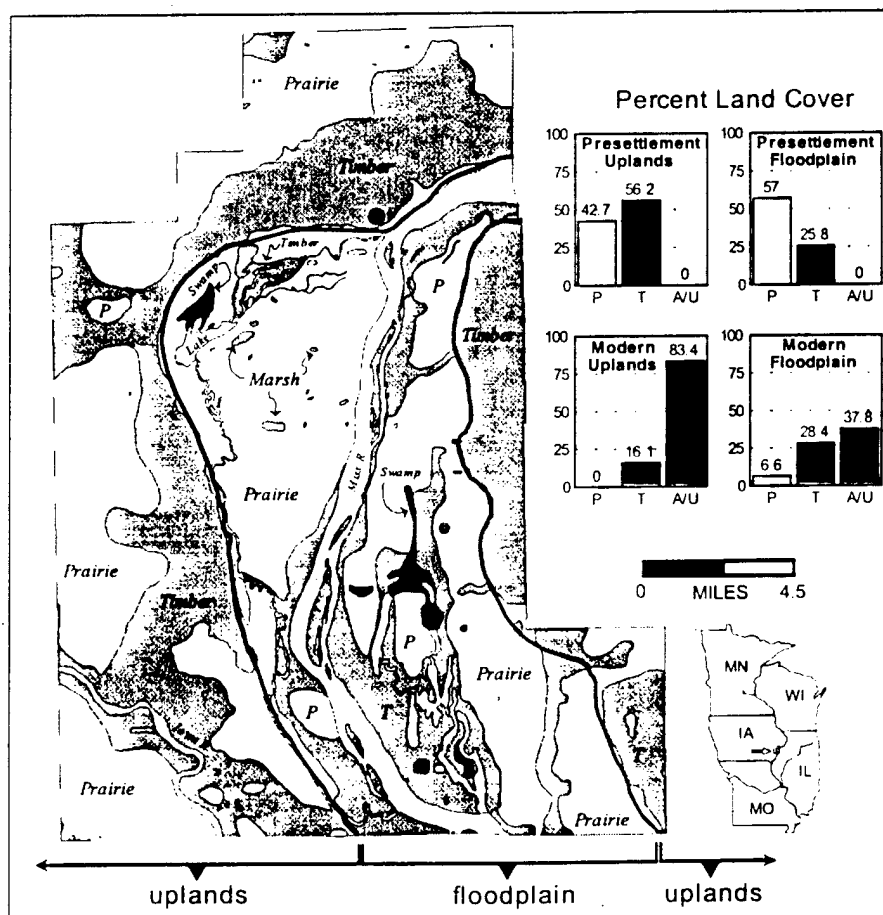 Prairie
Percent Land Cover
100
75
50
25
0
Presettlement
Uplands
42.7
56 2
0
P T A/U
100
75
50
25
0
Presettlement
Floodplain
57
25 8
0
P T A/U
100
75
50
25
0
Modern
Uplands
0
16 1
83.4
P T A/U
100
75
50
25
0
Modern
Floodplain
6 6
28 4
37.8
P T A/U
0 MILES 4.5
Timber
Timber
Swamp
P
P
Lake
Timber
Marsh
Prairie
Swamp
Prairie
Timber
P
Prairie
P
T
T
Prairie
Prairie
MN
WI
IA
IL
MO
uplands floodplain uplands